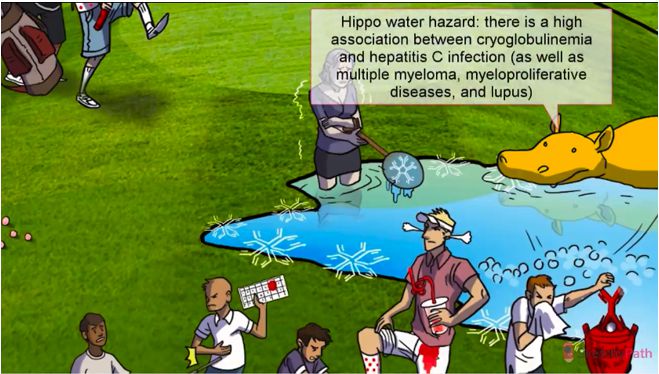 Hippo water hazard: there is a high
association between cryoglobulinemia
and hepatitis C infection (as well as
multiple myeloma, myeloproliferative
diseases, and lupus)